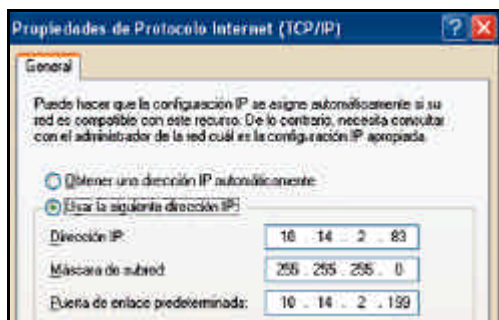 Propiedades de Protocolo Internet (TCP/IP)
General
Puede hacer que la configuración IP se asigne automáticamente si su
red es compatible con este recurso. De lo contrario, necesita consultar
con el administrador de la red cuál es la configuración IP apropiada.
Obtener una dirección IP automáticamente
Usar la siguiente dirección IP:
Dirección IP: 10 . 14 . 2 . 83
Máscara de subred: 255 . 255 . 255 . 0
Puerta de enlace predeterminada: 10 . 14 . 2 . 199